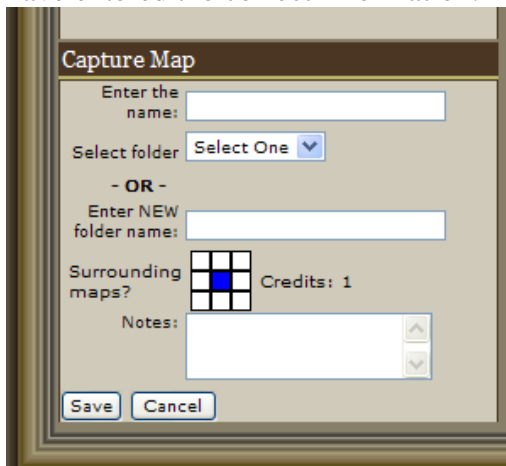 Capture Map
Enter the
name:
Select folder Select One
- OR -
Enter NEW
folder name:
Surrounding
maps? Credits: 1
Notes:
Save Cancel